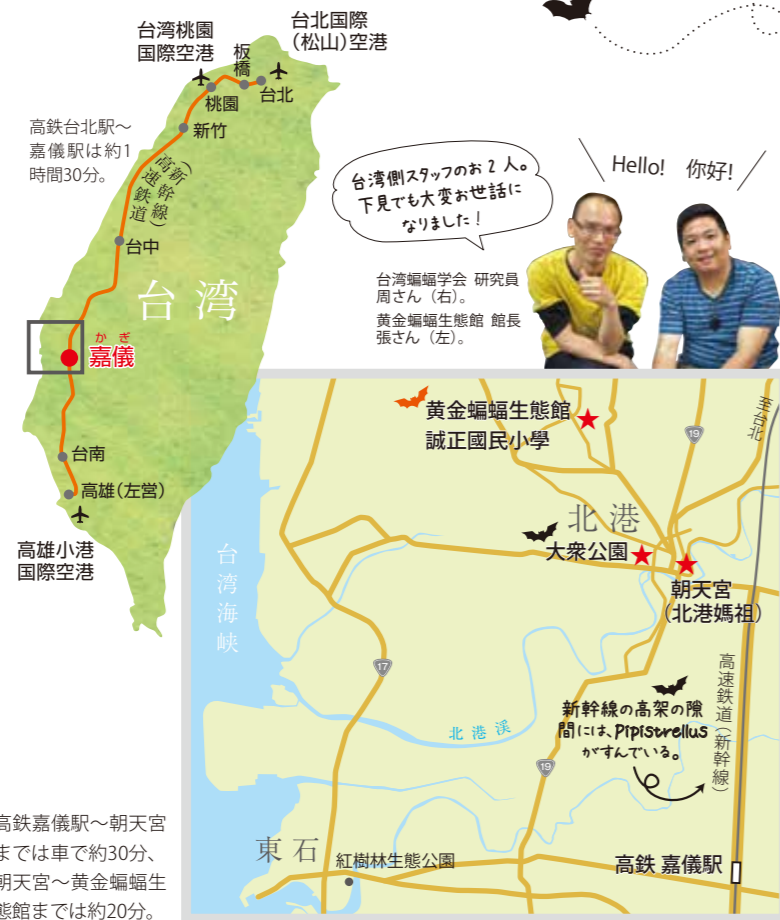 台湾桃園
国際空港
台北国際
(松山)空港
板橋
台北
桃園
新竹
高鉄台北駅〜
嘉儀駅は約1
時間30分。
高速鉄道
(新幹線)
台中
台湾
かぎ
嘉儀
台南
高雄(左営)
高雄小港
国際空港
台湾側スタッフのお2人。
下見でも大変お世話に
なりました!
Hello! 你好!
台湾蝙蝠学会 研究員
周さん(右)。
黄金蝙蝠生態館 館長
張さん(左)。
黄金蝙蝠生態館
誠正國民小學
19
至台北
北港
大衆公園
朝天宮
(北港媽祖)
台湾海峡
17
高速鉄道(新幹線)
新幹線の高架の隙
間には、Pipistrellus
がすんでいる。
北港溪
19
東石
紅樹林生態公園
高鉄 嘉儀駅
高鉄嘉儀駅〜朝天宮
までは車で約30分、
朝天宮〜黄金蝙蝠生
態館までは約20分。